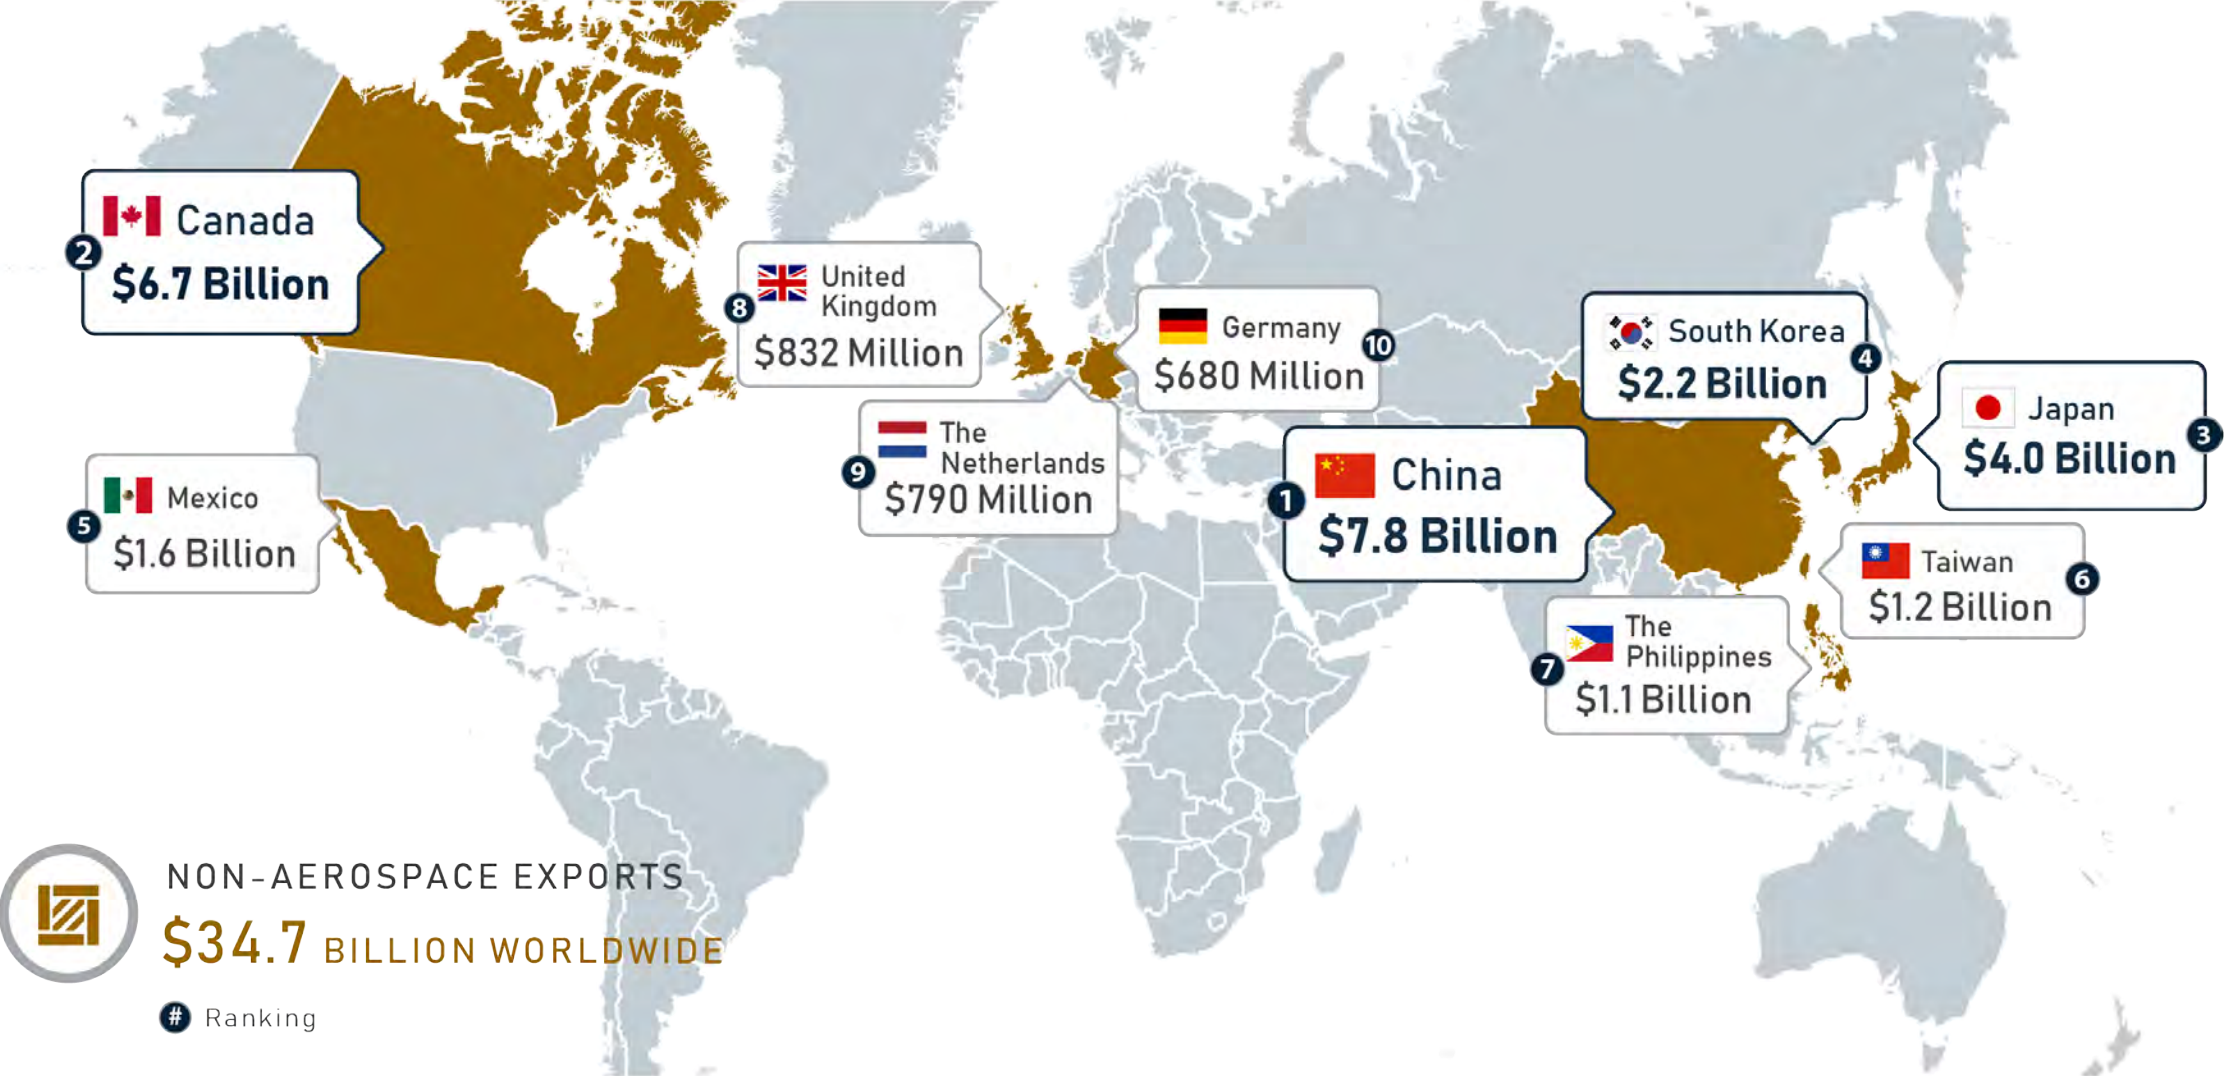 2
Canada
$6.7 Billion
8
United
Kingdom
$832 Million
Germany
10
$680 Million
South Korea
4
$2.2 Billion
Japan
3
$4.0 Billion
9
The
Netherlands
$790 Million
1
China
$7.8 Billion
5
Mexico
$1.6 Billion
Taiwan
6
$1.2 Billion
7
The
Philippines
$1.1 Billion
NON-AEROSPACE EXPORTS
$34.7 BILLION WORLDWIDE
# Ranking